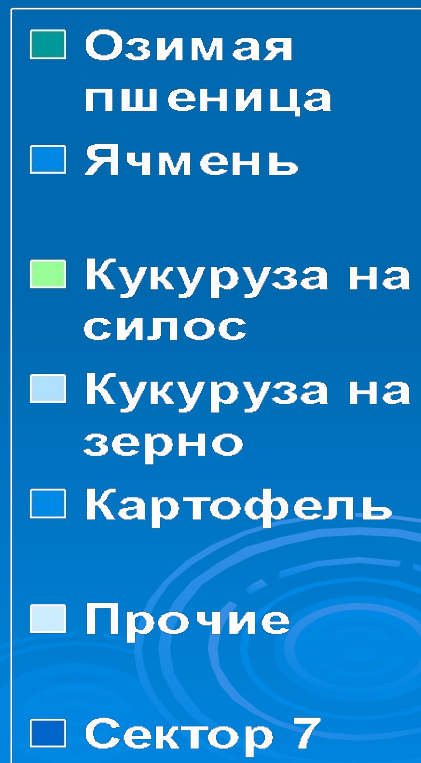 Озимая
пшеница
Ячмень
Кукуруза на
силос
Кукуруза на
зерно
Картофель
Прочие
Сектор 7